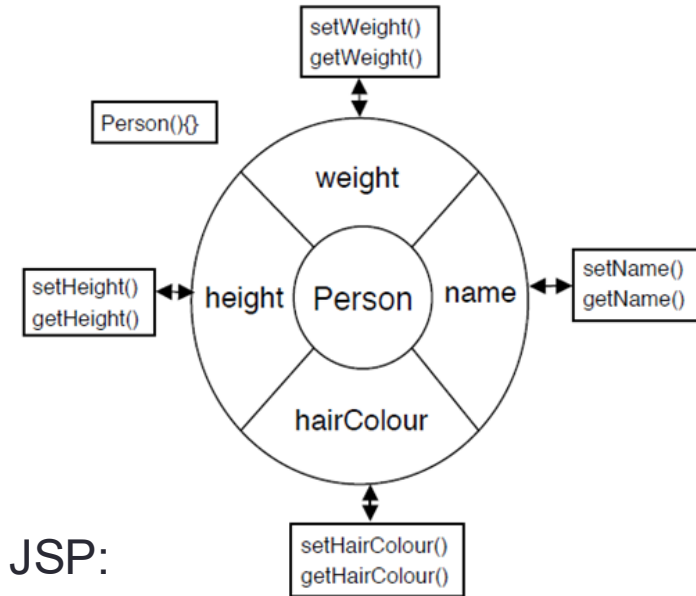 setWeight()
getWeight()
Person(){}
weight
setHeight()
getHeight()
height
Person
name
setName()
getName()
hairColour
setHairColour()
getHairColour()
JSP: